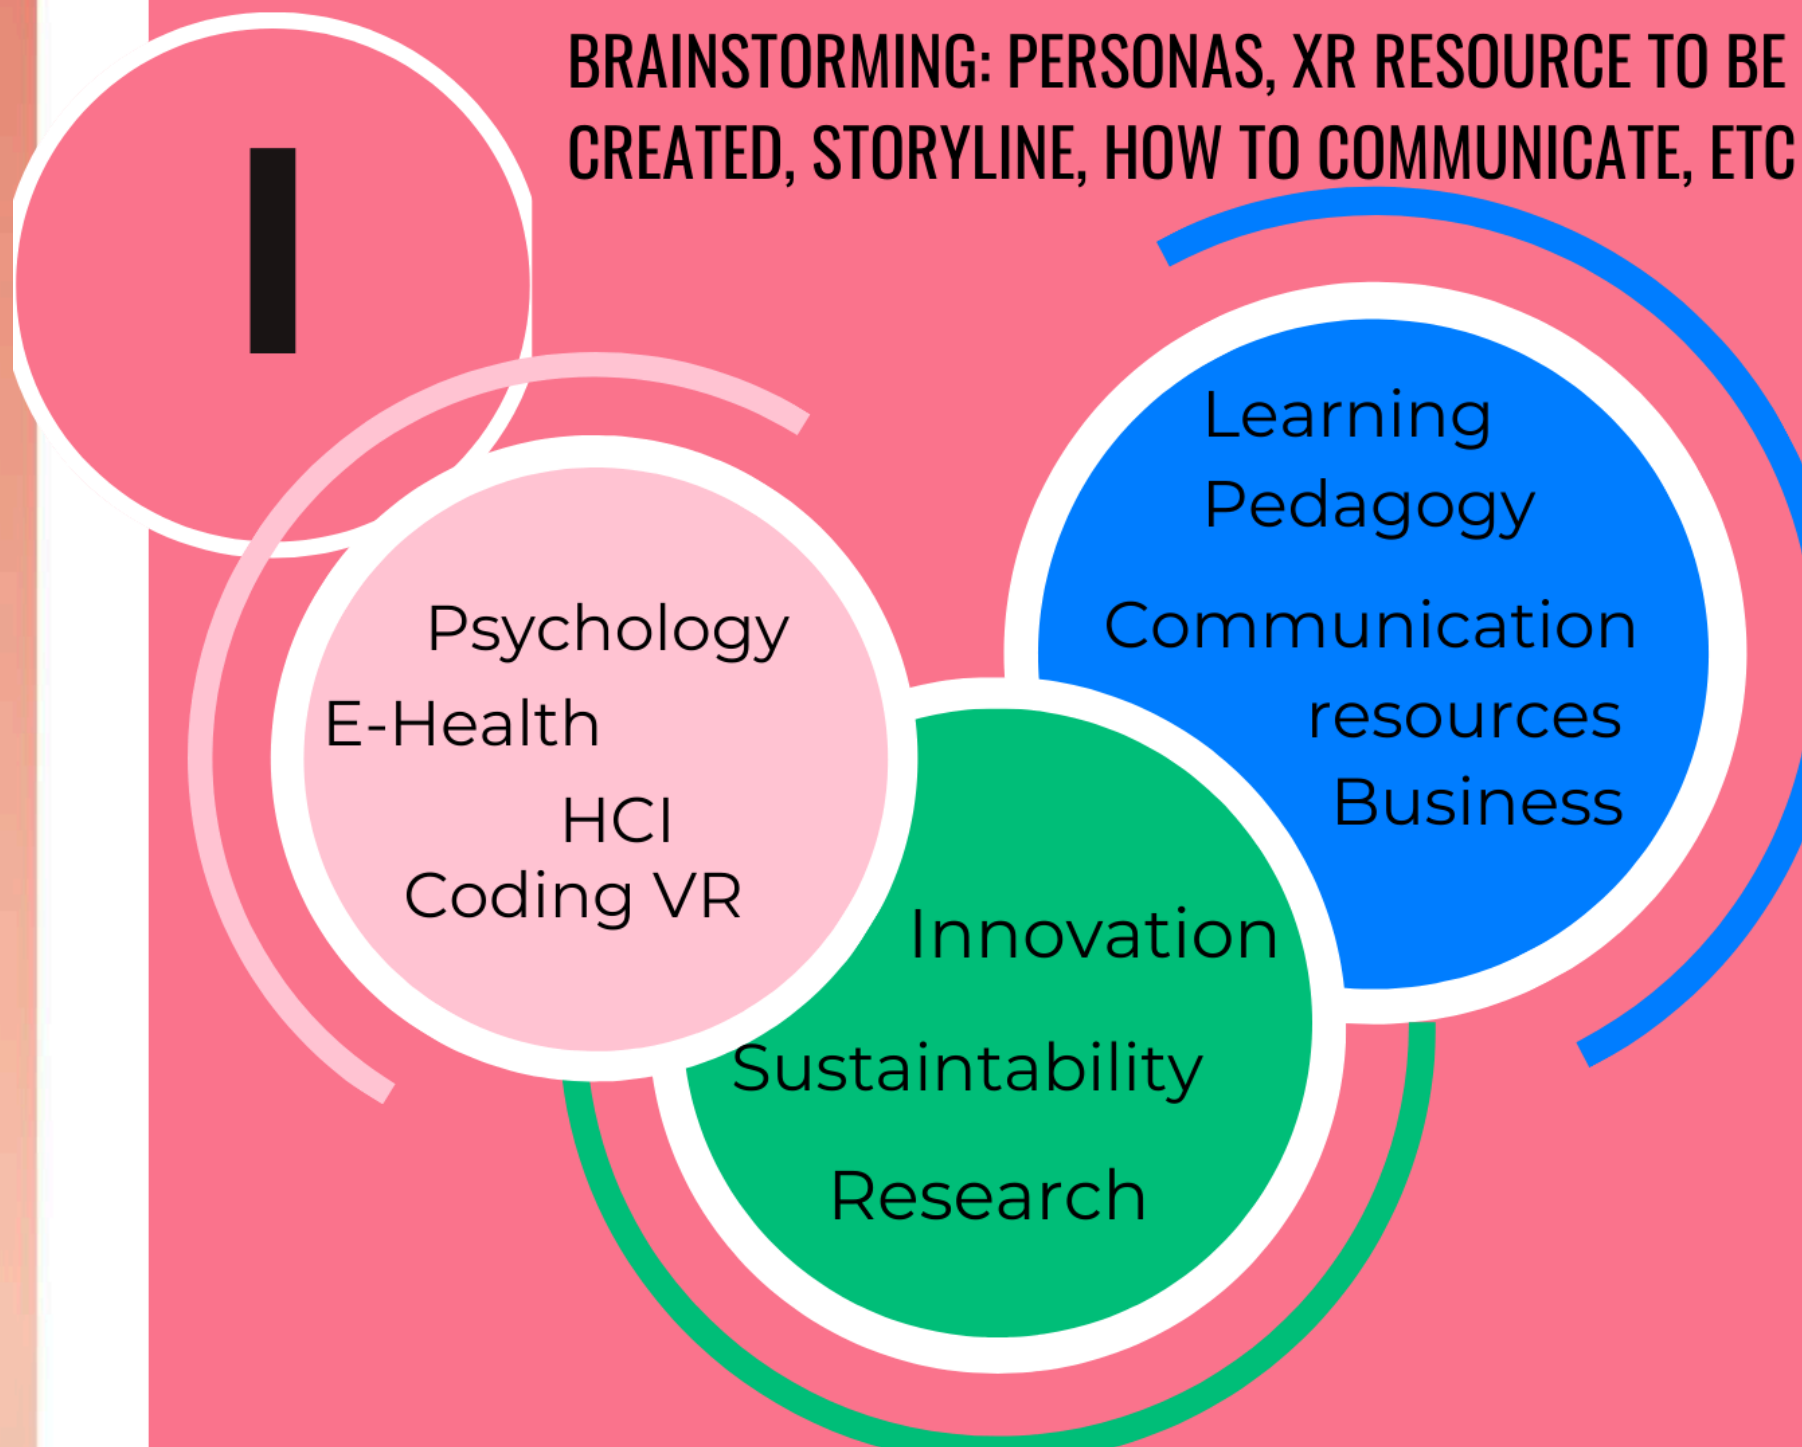 I
BRAINSTORMING: PERSONAS, XR RESOURCE TO BE
CREATED, STORYLINE, HOW TO COMMUNICATE, ETC
Psychology
E-Health
HCI
Coding VR
Innovation
Sustaintability
Research
Learning
Pedagogy
Communication
resources
Business